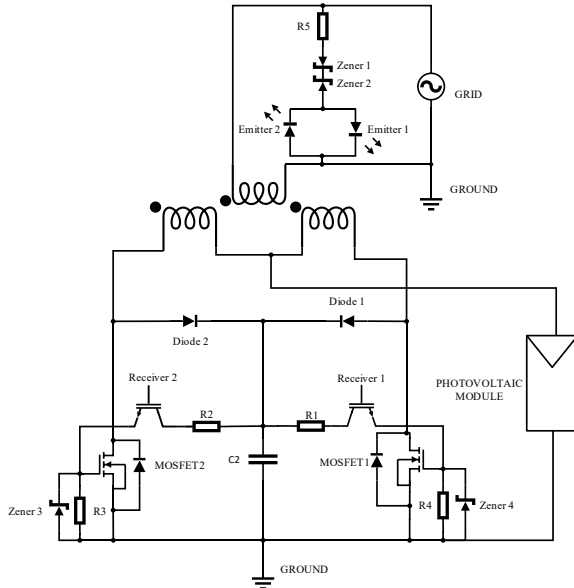 R5
Zener 1
Zener 2
GRID
Emitter 2
Emitter 1
GROUND
Diode 1
Diode 2
Receiver 2
Receiver 1
PHOTOVOLTAIC
MODULE
R2
R1
C2
MOSFET2
MOSFET1
Zener 3
R3
R4
Zener 4
GROUND